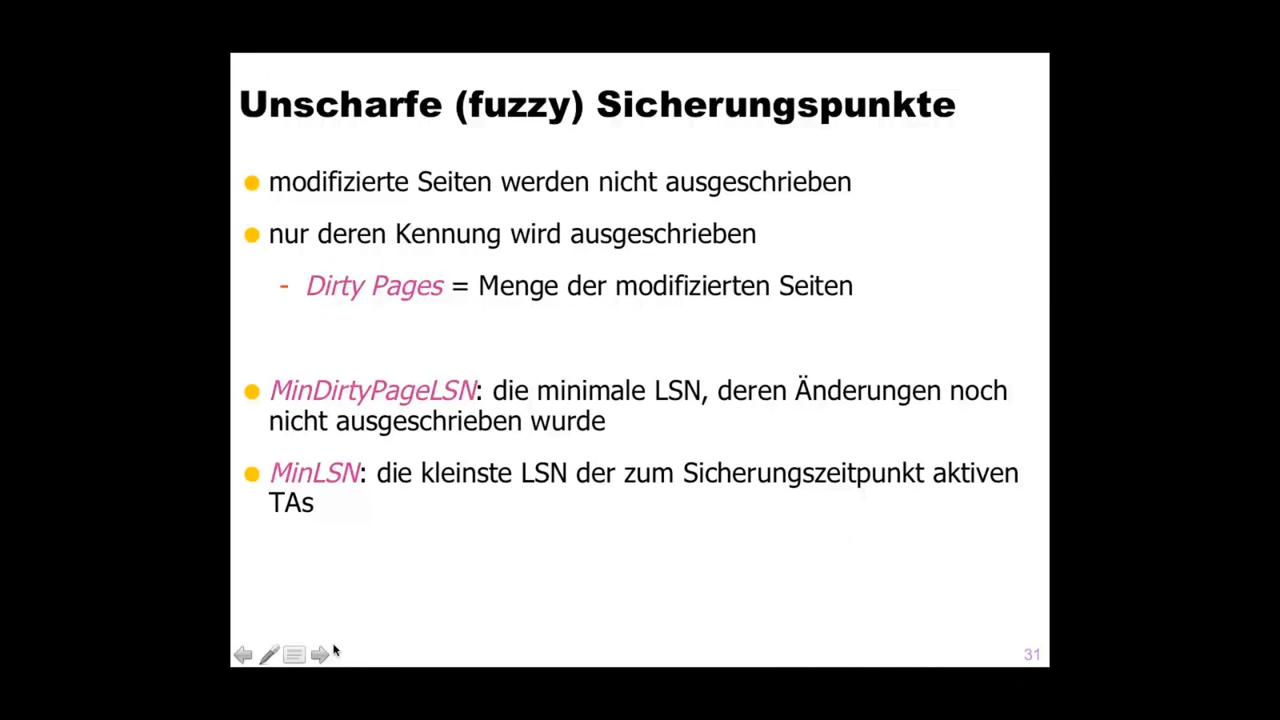 Unscharfe (fuzzy) Sicherungspunkte
modifizierte Seiten werden nicht ausgeschrieben
nur deren Kennung wird ausgeschrieben
- Dirty Pages = Menge der modifizierten Seiten
MinDirtyPageLSN: die minimale LSN, deren Änderungen noch
nicht ausgeschrieben wurde
MinLSN: die kleinste LSN der zum Sicherungszeitpunkt aktiven
TAs
31